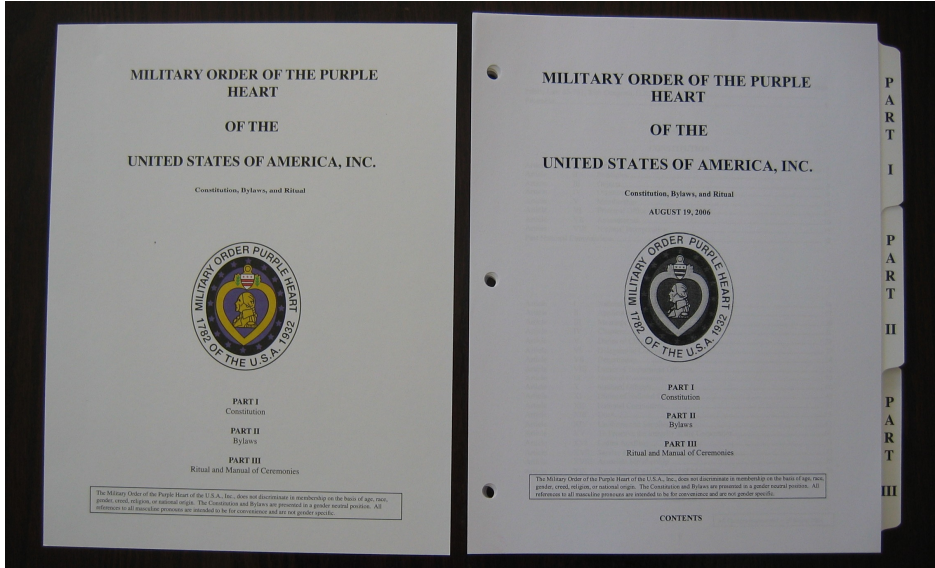 MILITARY ORDER OF THE PURPLE
HEART
OF THE
UNITED STATES OF AMERICA, INC.
Constitution, Bylaws, and Ritual
MILITARY ORDER PURPLE HEART
1782 OF THE U.S.A. 1932
PART I
Constitution
PART II
Bylaws
PART III
Ritual and Manual of Ceremonies
The Military Order of the Purple Heart of the U.S.A., Inc., does not discriminate in membership on the basis of age, race,
gender, creed, religion, or national origin. The Constitution and Bylaws are presented in a gender neutral position. All
references to all masculine pronouns are intended to be for convenience and are not gender specific.
MILITARY ORDER OF THE PURPLE
HEART
OF THE
UNITED STATES OF AMERICA, INC.
Constitution, Bylaws, and Ritual
AUGUST 19, 2006
MILITARY ORDER PURPLE HEART
1782 OF THE U.S.A. 1932
PART I
Constitution
PART II
Bylaws
PART III
Ritual and Manual of Ceremonies
The Military Order of the Purple Heart of the U.S.A., Inc., does not discriminate in membership on the basis of age, race,
gender, creed, religion, or national origin. The Constitution and Bylaws are presented in a gender neutral position. All
references to all masculine pronouns are intended to be for convenience and are not gender specific.
CONTENTS
PART I
PART II
PART III